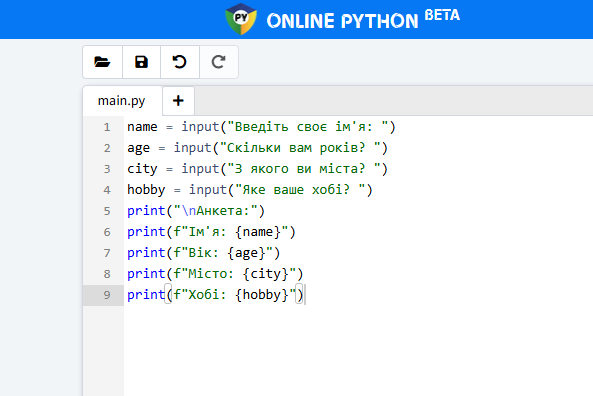 PY ONLINE PYTHON BETA
main.py +
1 name = input("Введіть своє ім'я: ")
2 age = input("Скільки вам років? ")
3 city = input("З якого ви міста? ")
4 hobby = input("Яке ваше хобі? ")
5 print("\nАнкета:")
6 print(f"Ім'я: {name}")
7 print(f"Вік: {age}")
8 print(f"Місто: {city}")
9 print(f"Хобі: {hobby}")